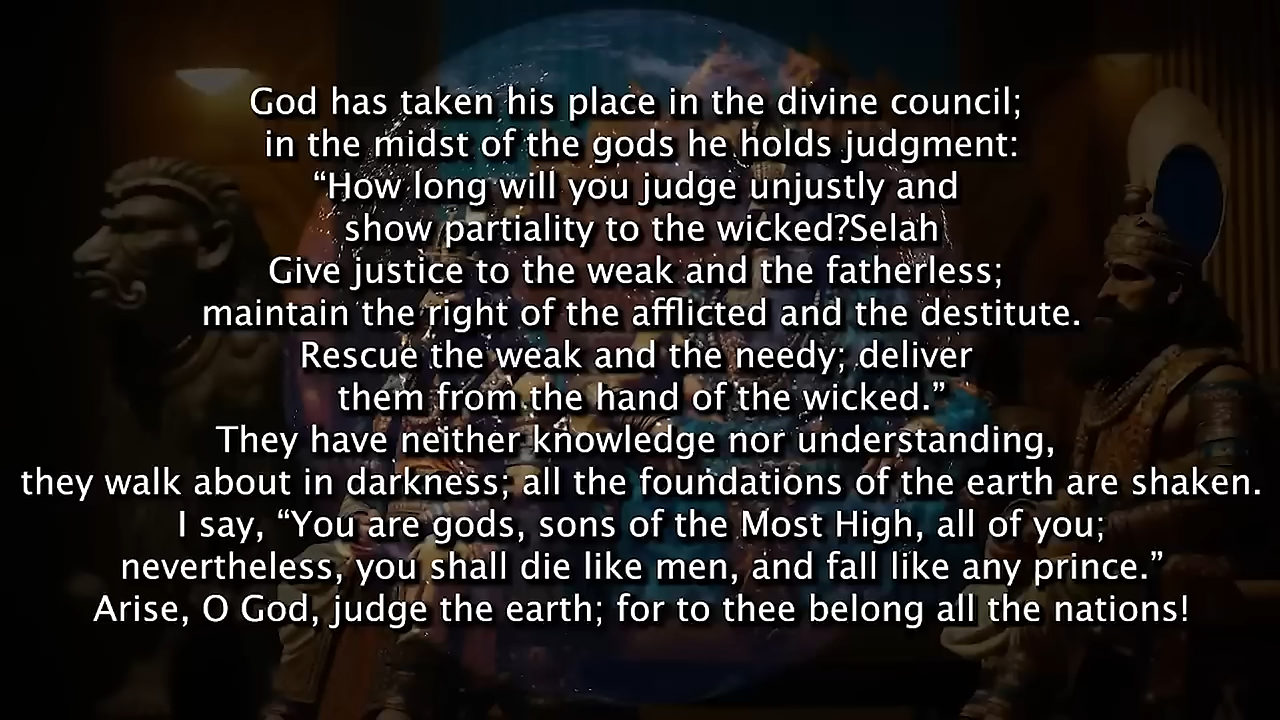 God has taken his place in the divine council;
in the midst of the gods he holds judgment:
“How long will you judge unjustly and
show partiality to the wicked?Selah
Give justice to the weak and the fatherless;
maintain the right of the afflicted and the destitute.
Rescue the weak and the needy; deliver
them from the hand of the wicked.”
They have neither knowledge nor understanding,
they walk about in darkness; all the foundations of the earth are shaken.
I say, “You are gods, sons of the Most High, all of you;
nevertheless, you shall die like men, and fall like any prince.”
Arise, O God, judge the earth; for to thee belong all the nations!